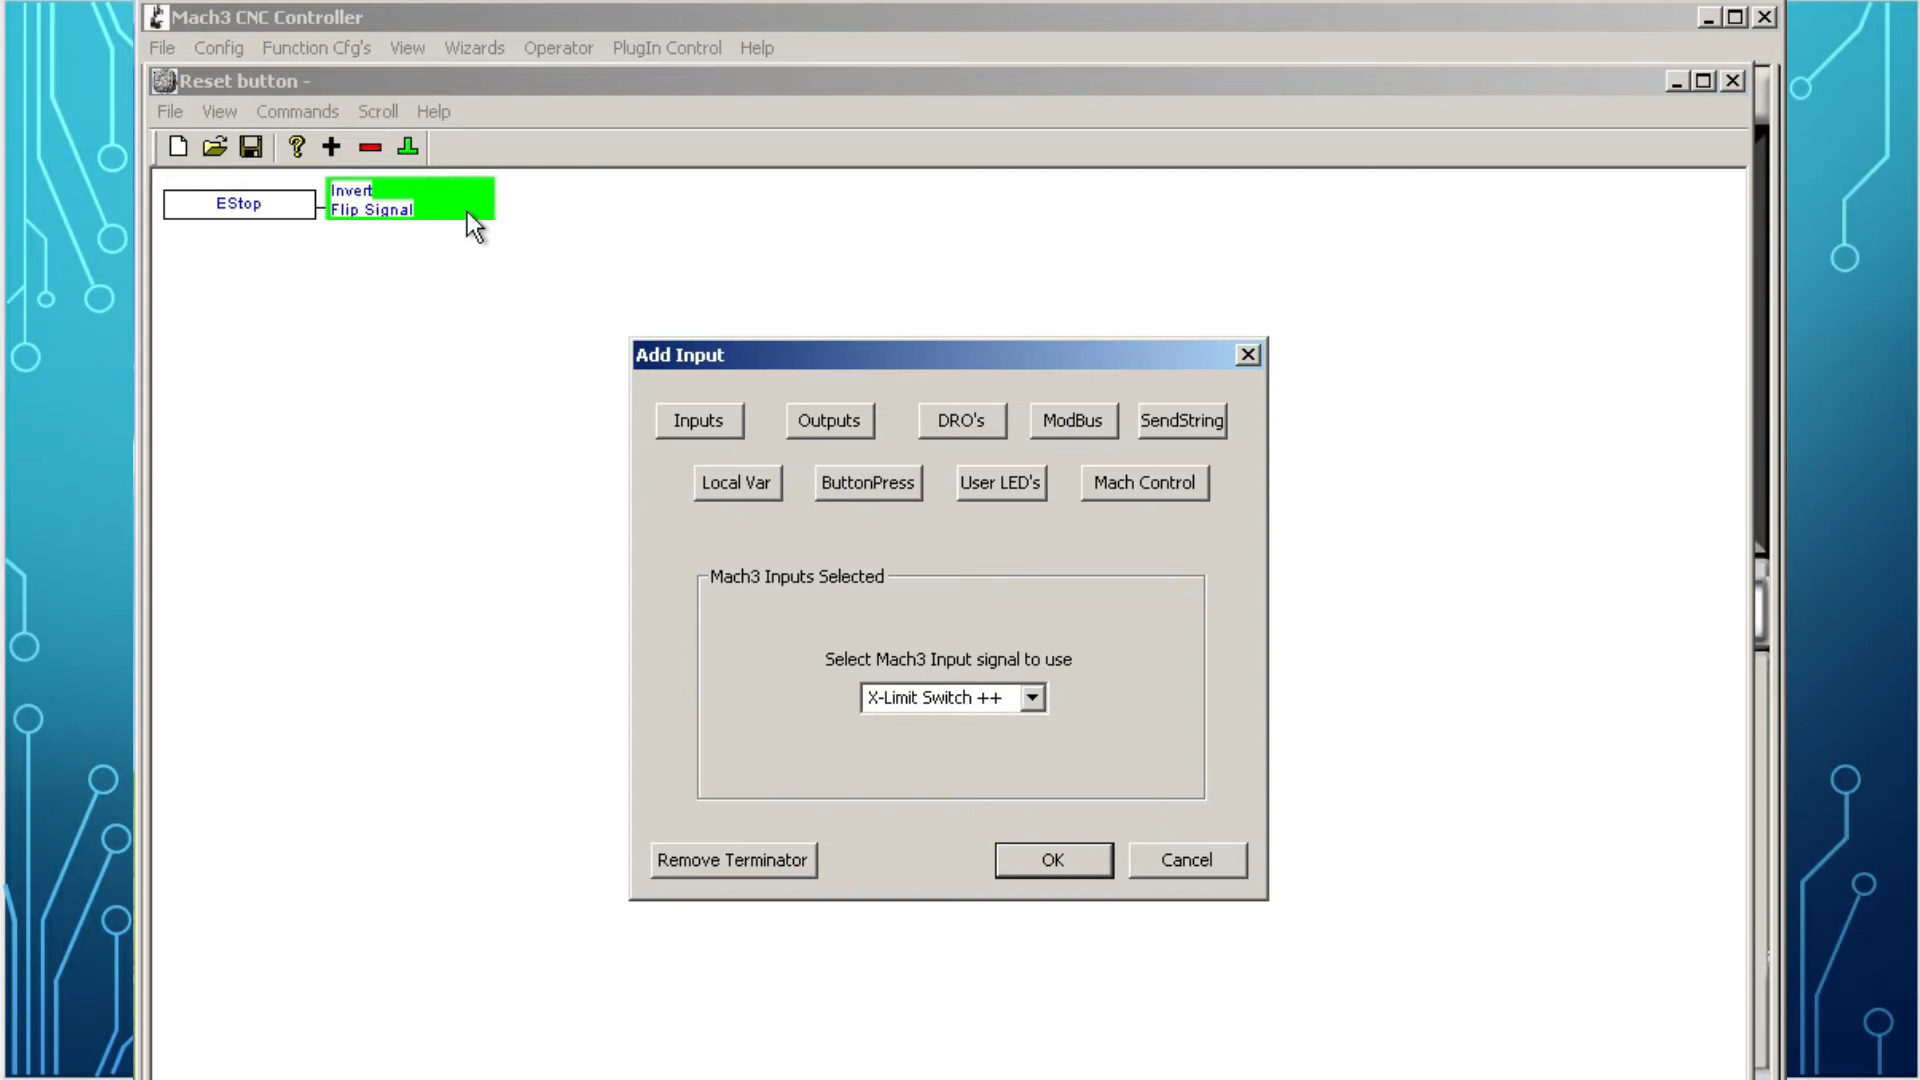 Mach3 CNC Controller
File Config Function Cfg's View Wizards Operator PlugIn Control Help
Reset button -
File View Commands Scroll Help
EStop
Invert
Flip Signal
Add Input
Inputs Outputs DRO's ModBus SendString
Local Var ButtonPress User LED's Mach Control
Mach3 Inputs Selected
Select Mach3 Input signal to use
X-Limit Switch ++
Remove Terminator OK Cancel